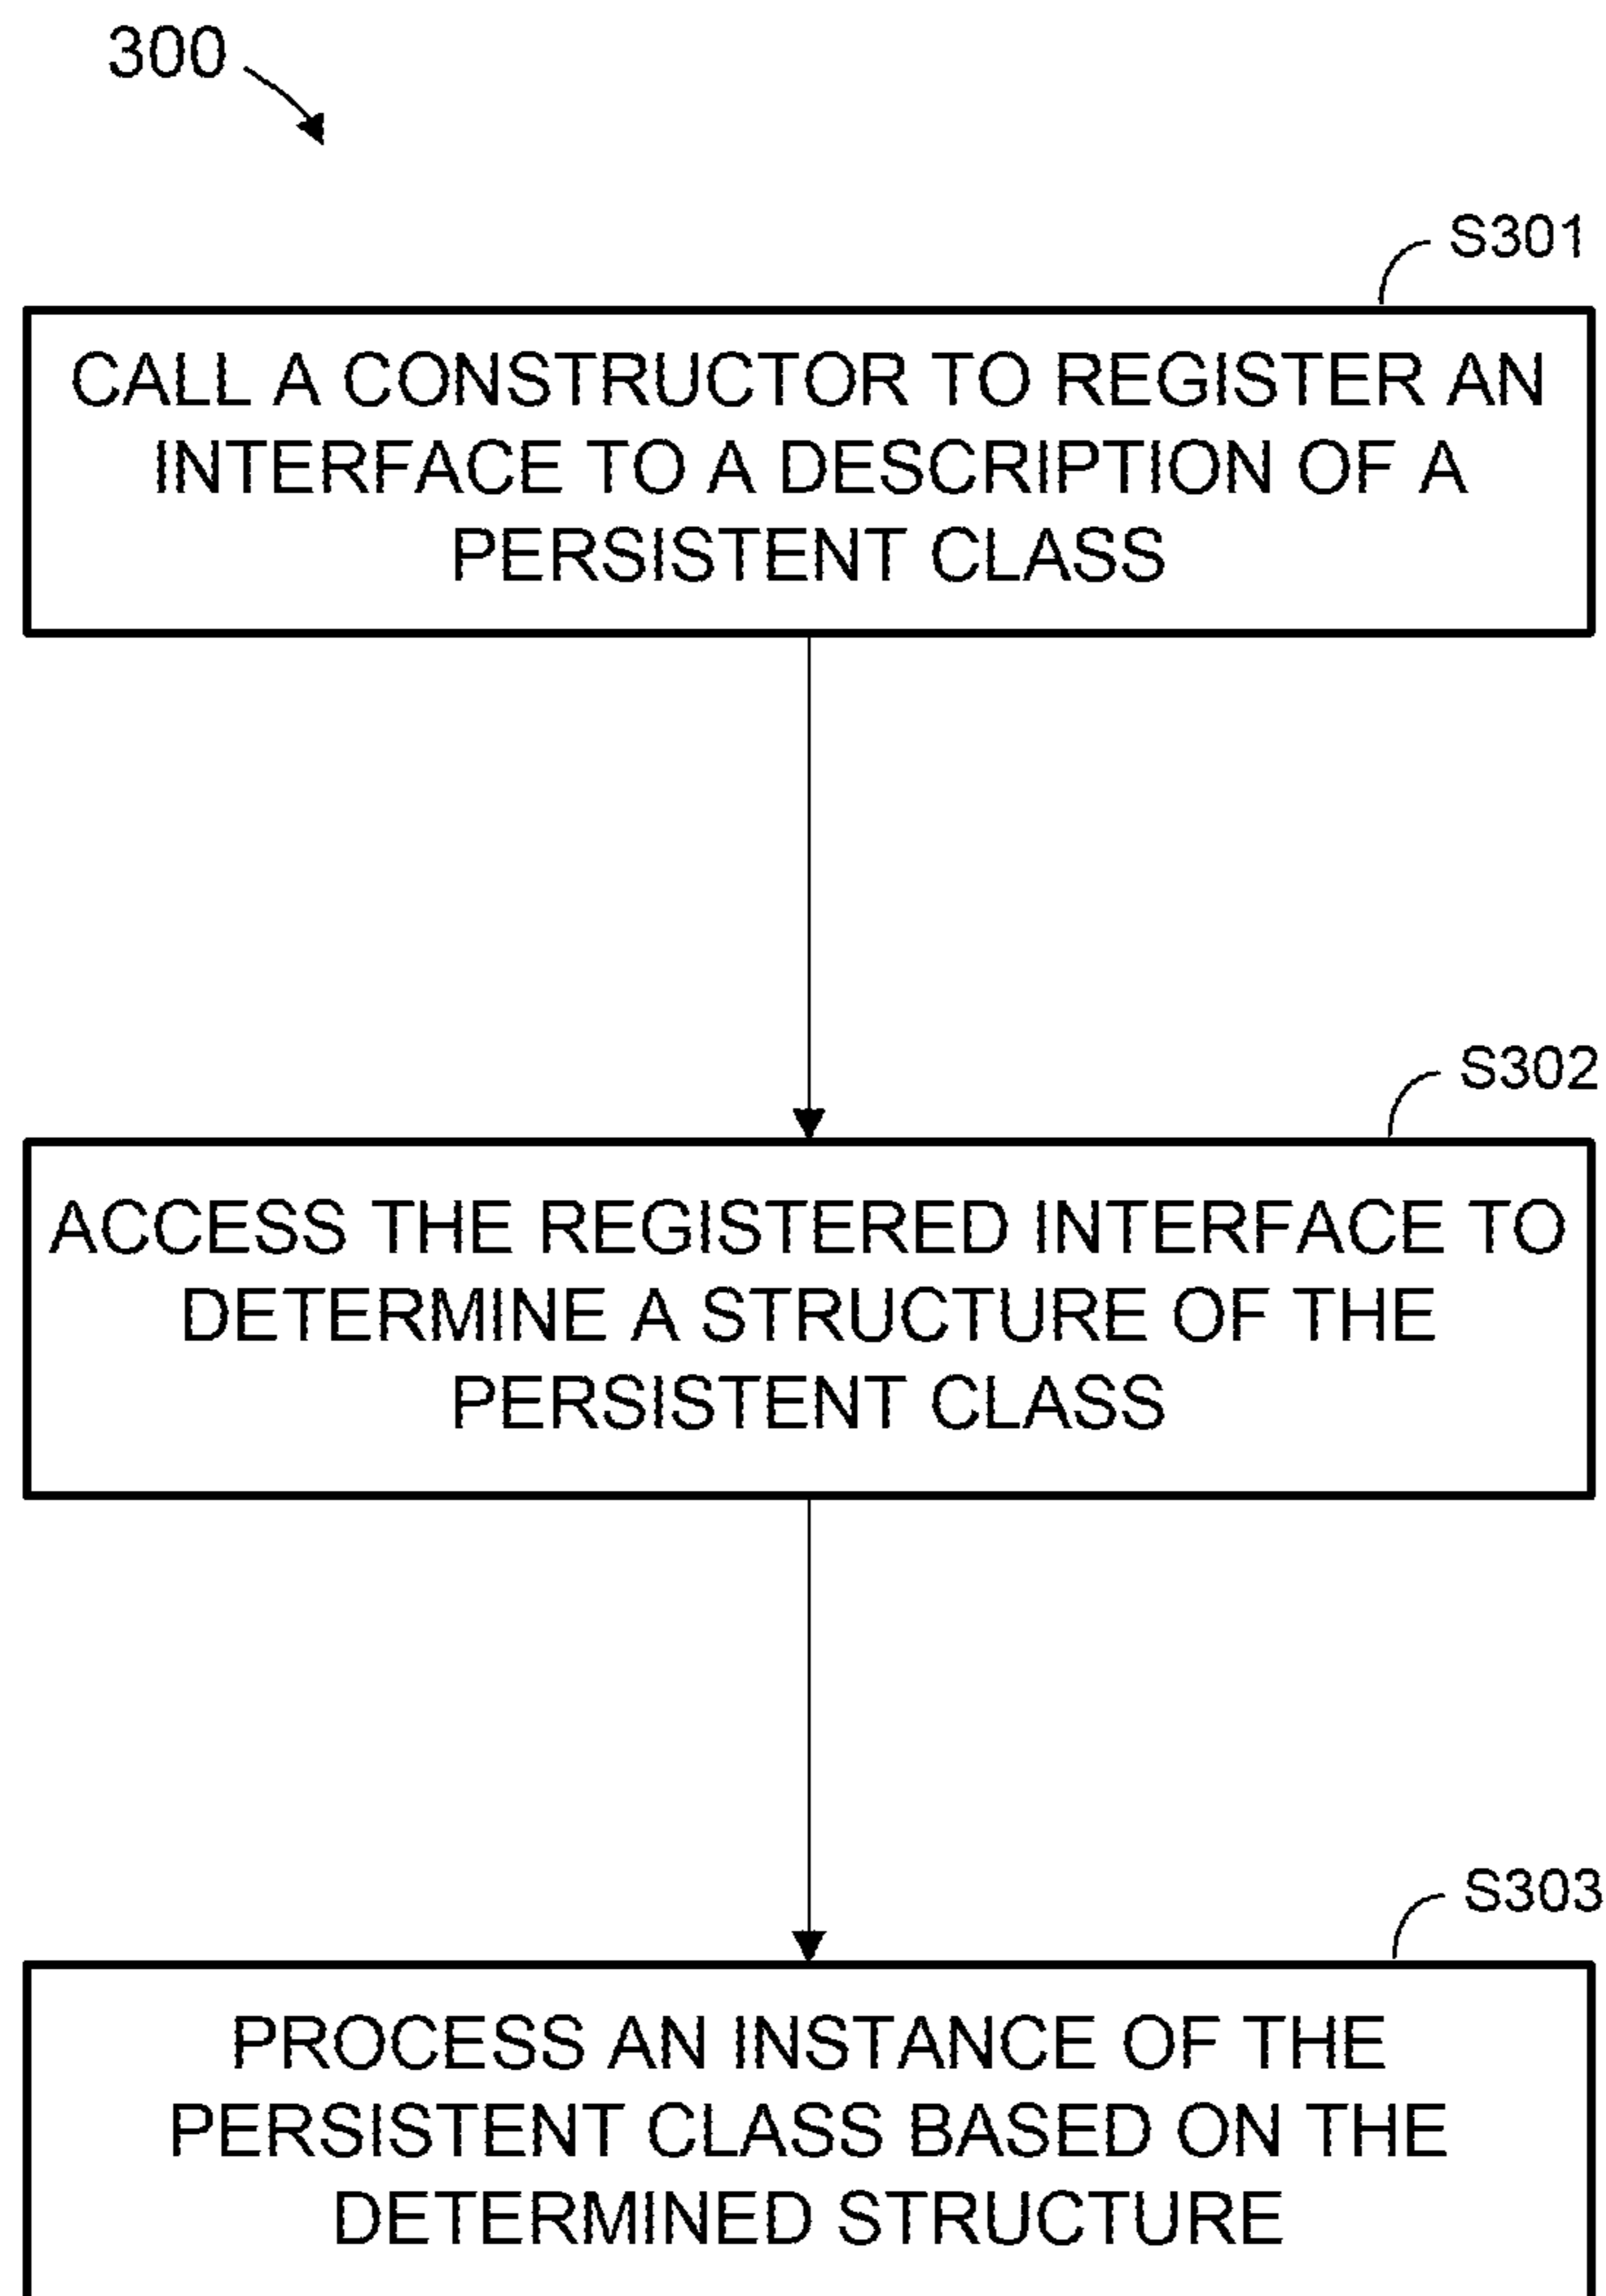 300
S301
CALL A CONSTRUCTOR TO REGISTER AN
INTERFACE TO A DESCRIPTION OF A
PERSISTENT CLASS
S302
ACCESS THE REGISTERED INTERFACE TO
DETERMINE A STRUCTURE OF THE
PERSISTENT CLASS
S303
PROCESS AN INSTANCE OF THE
PERSISTENT CLASS BASED ON THE
DETERMINED STRUCTURE